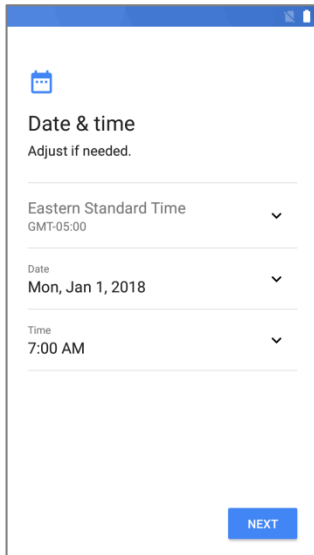 Date & time
Adjust if needed.
Eastern Standard Time
GMT-05:00
Date
Mon, Jan 1, 2018
Time
7:00 AM
NEXT